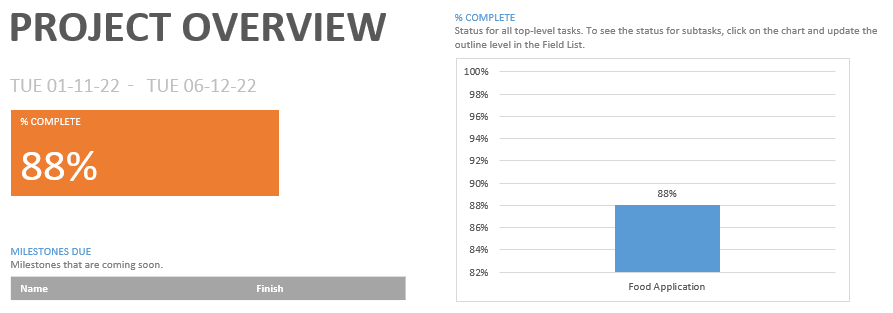 PROJECT OVERVIEW
TUE 01-11-22 - TUE 06-12-22
% COMPLETE
88%
MILESTONES DUE
Milestones that are coming soon.
Name Finish
% COMPLETE
Status for all top-level tasks. To see the status for subtasks, click on the chart and update the
outline level in the Field List.
100%
98%
96%
94%
92%
90%
88%
88%
86%
84%
82%
Food Application